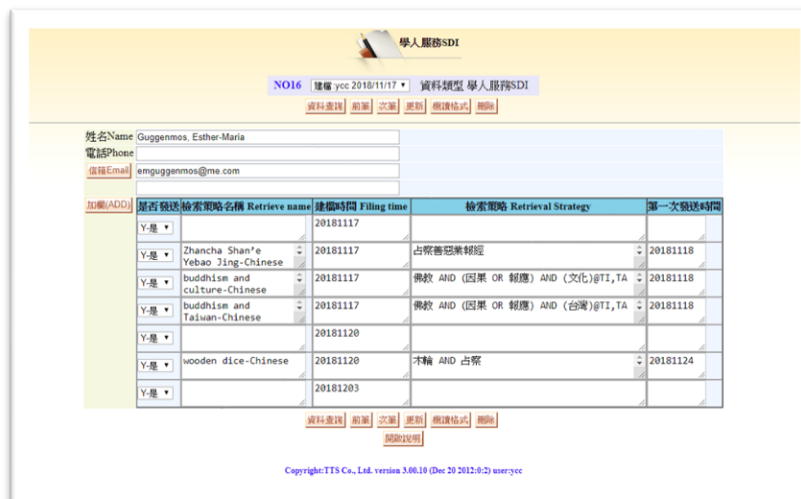 學人服務SDI
NO16 建檔:ycc 2018/11/17 資料類型 學人服務SDI
資料查詢 前筆 次筆 更新 機讀格式 刪除
姓名Name Guggenmos, Esther-Maria
電話Phone
信箱Email emguggenmos@me.com
加欄(ADD) 是否發送 檢索策略名稱 Retrieve name 建檔時間 Filing time 檢索策略 Retrieval Strategy 第一次發送時間
Y-是 20181117
Y-是 Zhancha Shan'e Yebao Jing-Chinese 20181117 占察善惡業報經 20181118
Y-是 buddhism and culture-Chinese 20181117 佛教 AND (因果 OR 報應) AND (文化)@TI,TA 20181118
Y-是 buddhism and Taiwan-Chinese 20181117 佛教 AND (因果 OR 報應) AND (台灣)@TI,TA 20181118
Y-是 20181120
Y-是 wooden dice-Chinese 20181120 木輪 AND 占察 20181124
Y-是 20181203
資料查詢 前筆 次筆 更新 機讀格式 刪除
開啟說明
Copyright:TTS Co., Ltd. version 3.00.10 (Dec 20 2012:0:2) user:ycc